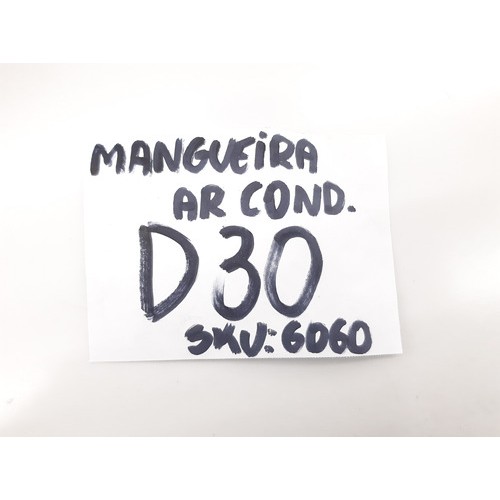 MANGUEiRA
AR COND.
D30
SKU: 6060